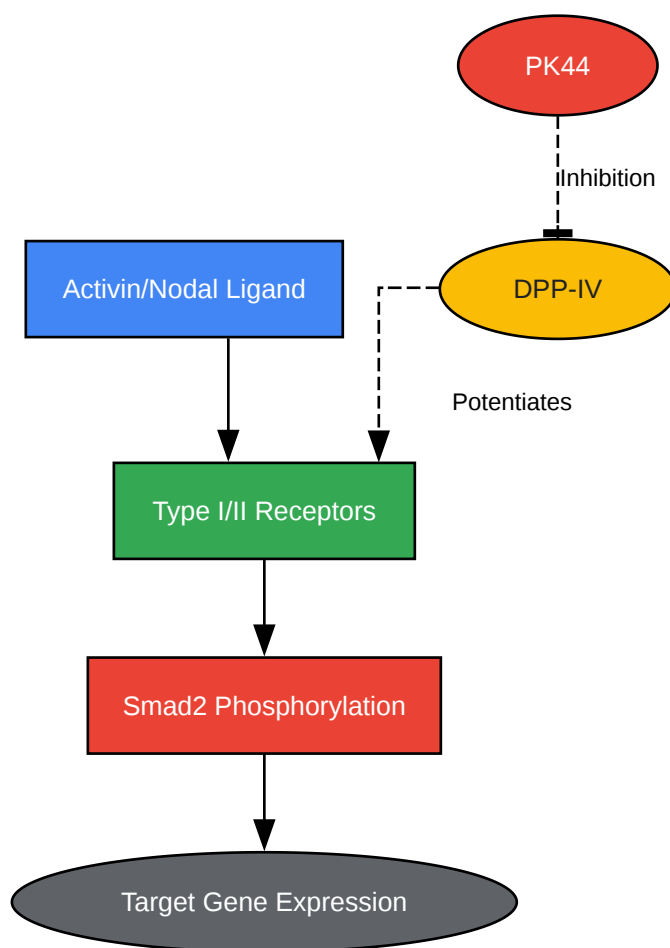 PK44
Inhibition
Activin/Nodal Ligand
DPP-IV
Potentiates
Type I/II Receptors
Smad2 Phosphorylation
Target Gene Expression